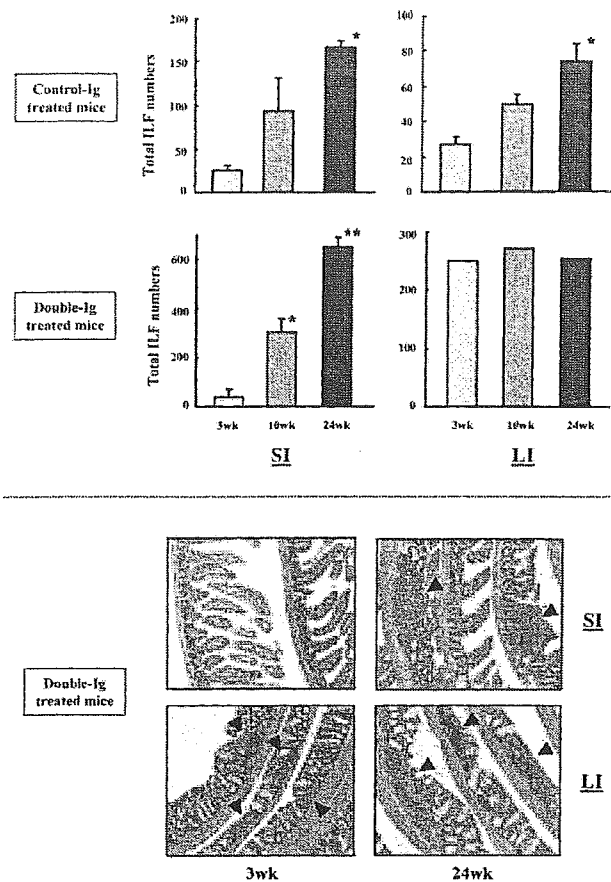 Control-Ig
treated mice
Total ILF numbers
200
150
100
50
0
*
80
60
40
20
0
*
Double-Ig
treated mice
Total ILF numbers
600
400
200
0
*
**
3wk
10wk
24wk
SI
300
200
100
0
3wk
10wk
24wk
LI
Double-Ig
treated mice
SI
LI
3wk
24wk